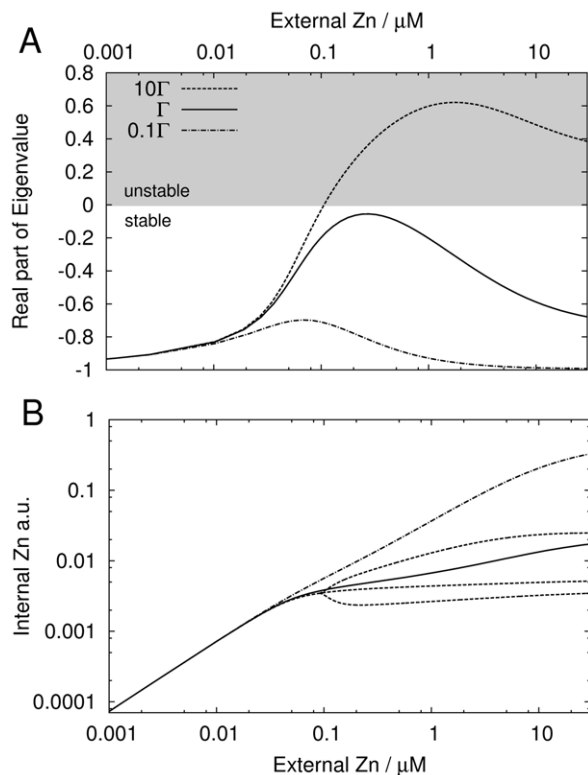 External Zn / μM
A
0.001 0.01 0.1 1 10
0.8
10Γ
0.6
Γ
0.1Γ
0.4
0.2
unstable
0
stable
-0.2
-0.4
-0.6
-0.8
-1
Real part of Eigenvalue
B
1
0.1
0.01
0.001
0.0001
Internal Zn a.u.
0.001 0.01 0.1 1 10
External Zn / μM